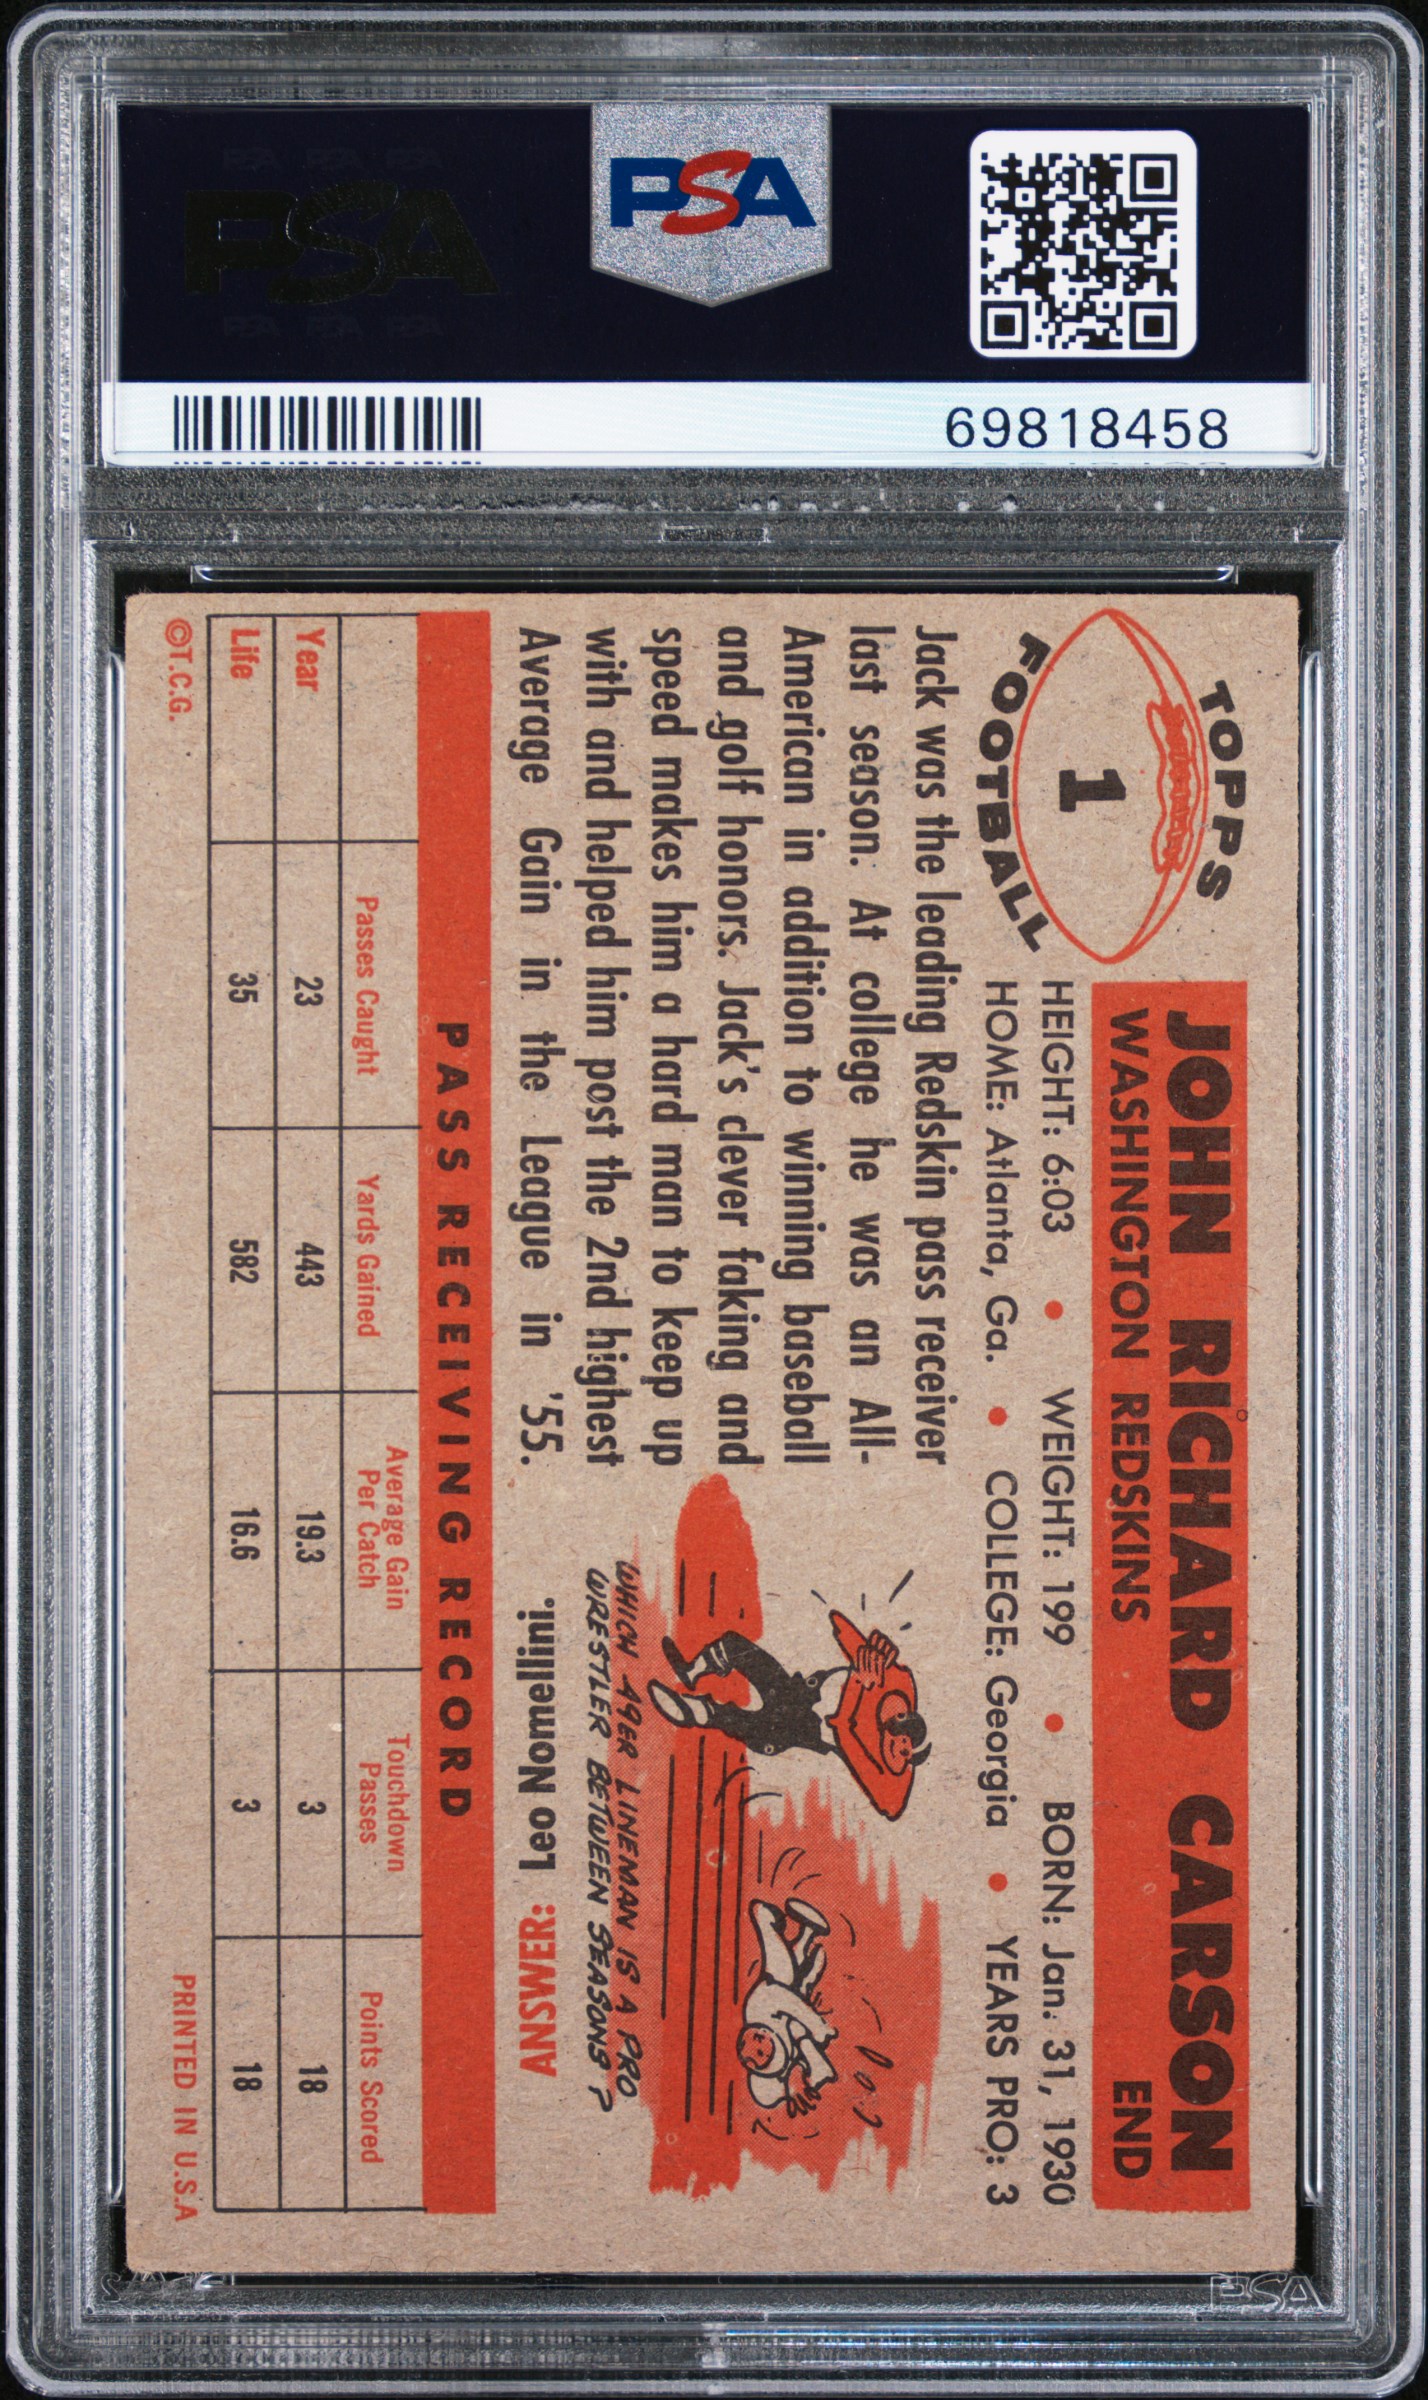 PSA
PSA
69818458
TOPPS
1
FOOTBALL
JOHN RICHARD CARSON
WASHINGTON REDSKINS END
HEIGHT: 6:03 • WEIGHT: 199 • BORN: Jan. 31, 1930
HOME: Atlanta, Ga. • COLLEGE: Georgia • YEARS PRO: 3
Jack was the leading Redskin pass receiver
last season. At college he was an All-
American in addition to winning baseball
and golf honors. Jack's clever faking and
speed makes him a hard man to keep up
with and helped him post the 2nd highest
Average Gain in the League in '55.
WHICH 49ER LINEMAN IS A PRO
WRESTLER BETWEEN SEASONS?
ANSWER: Leo Nomellini.
PASS RECEIVING RECORD
Passes Caught Yards Gained Average Gain Per Catch Touchdown Passes Points Scored
Year 23 443 19.3 3 18
Life 35 582 16.6 3 18
©T.C.G. PRINTED IN U.S.A
PSA